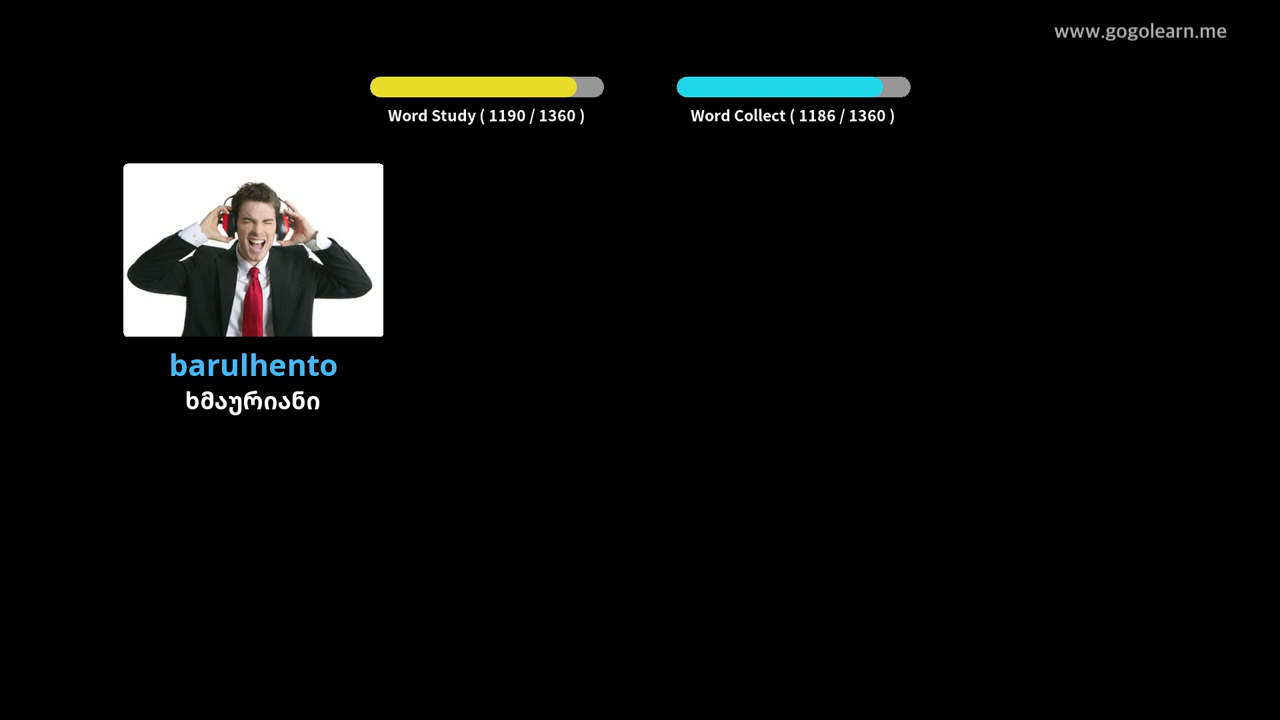 www.gogolearn.me
Word Study ( 1190 / 1360 )
Word Collect ( 1186 / 1360 )
barulhento
ხმაურიანი